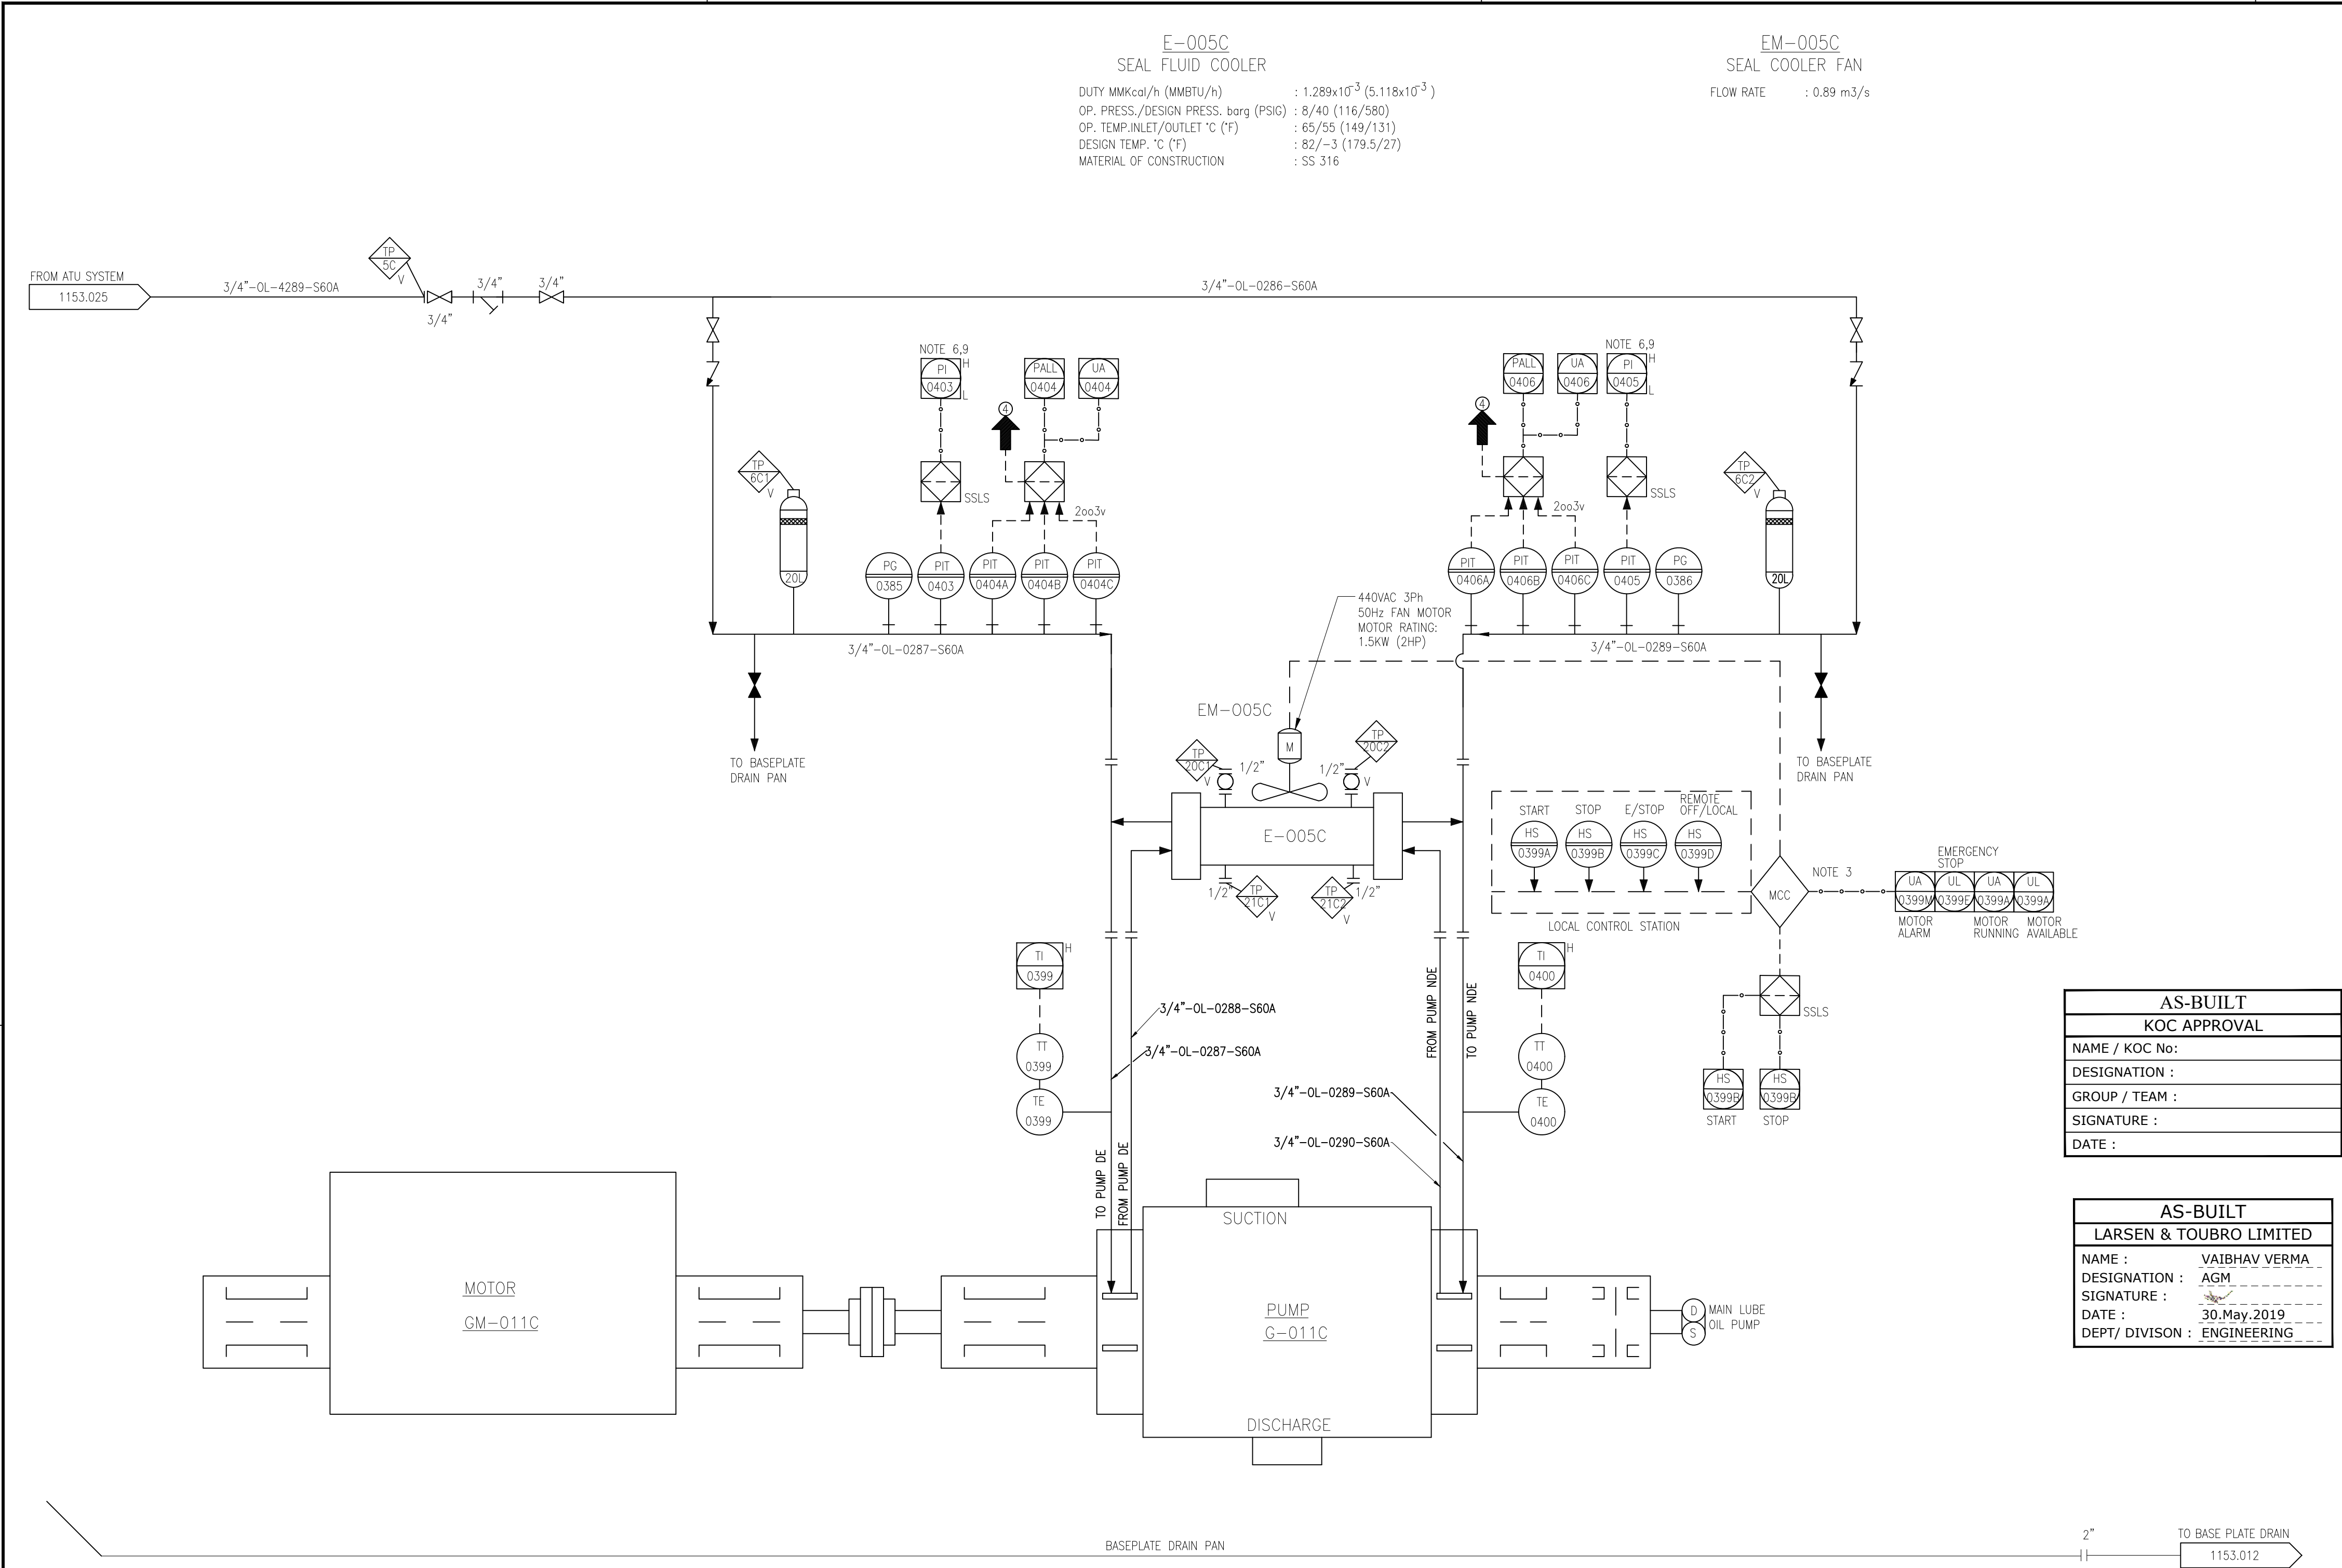 E-005C
SEAL FLUID COOLER
DUTY MMKcal/h (MMBTU/h) : 1.289x10-3 (5.118x10-3 )
OP. PRESS./DESIGN PRESS. barg (PSIG) : 8/40 (116/580)
OP. TEMP.INLET/OUTLET °C (°F) : 65/55 (149/131)
DESIGN TEMP. °C (°F) : 82/-3 (179.5/27)
MATERIAL OF CONSTRUCTION : SS 316
EM-005C
SEAL COOLER FAN
FLOW RATE : 0.89 m3/s
FROM ATU SYSTEM
1153.025
3/4"-OL-4289-S60A
TP
5C
V
3/4"
3/4"
3/4"
3/4"-OL-0286-S60A
NOTE 6,9
PI
0403
H
L
PALL
0404
UA
0404
4
SSLS
2oo3v
TP
6C1
V
20L
PG
0385
PIT
0403
PIT
0404A
PIT
0404B
PIT
0404C
3/4"-OL-0287-S60A
TO BASEPLATE
DRAIN PAN
PALL
0406
UA
0406
NOTE 6,9
PI
0405
H
L
4
SSLS
2oo3v
TP
6C2
V
20L
PIT
0406A
PIT
0406B
PIT
0406C
PIT
0405
PG
0386
3/4"-OL-0289-S60A
TO BASEPLATE
DRAIN PAN
440VAC 3Ph
50Hz FAN MOTOR
MOTOR RATING:
1.5KW (2HP)
EM-005C
M
TP
20C1
V
1/2"
TP
20C2
V
1/2"
E-005C
1/2"
TP
21C1
V
TP
21C2
V
1/2"
START
STOP
E/STOP
REMOTE
OFF/LOCAL
HS
0399A
HS
0399B
HS
0399C
HS
0399D
LOCAL CONTROL STATION
MCC
NOTE 3
EMERGENCY
STOP
UA
0399M
UL
0399E
UA
0399A
UL
0399A
MOTOR
ALARM
MOTOR
RUNNING
MOTOR
AVAILABLE
SSLS
HS
0399B
START
HS
0399B
STOP
TI
0399
H
TT
0399
TE
0399
3/4"-OL-0288-S60A
3/4"-OL-0287-S60A
TO PUMP DE
FROM PUMP DE
FROM PUMP NDE
TO PUMP NDE
TI
0400
H
TT
0400
TE
0400
3/4"-OL-0289-S60A
3/4"-OL-0290-S60A
MOTOR
GM-011C
SUCTION
PUMP
G-011C
DISCHARGE
D
S
MAIN LUBE
OIL PUMP
AS-BUILT
KOC APPROVAL
NAME / KOC No:
DESIGNATION :
GROUP / TEAM :
SIGNATURE :
DATE :
AS-BUILT
LARSEN & TOUBRO LIMITED
NAME : VAIBHAV VERMA
DESIGNATION : AGM
SIGNATURE :
DATE : 30.May.2019
DEPT/ DIVISON : ENGINEERING
BASEPLATE DRAIN PAN
2"
TO BASE PLATE DRAIN
1153.012